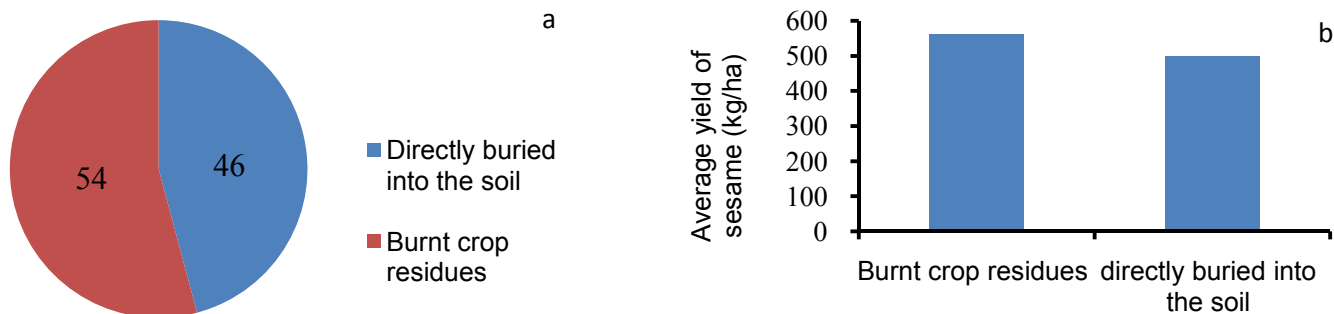 a
54
46
Directly buried
into the soil
Burnt crop
residues
b
Average yield of
sesame (kg/ha)
600
500
400
300
200
100
0
Burnt crop residues
directly buried into
the soil